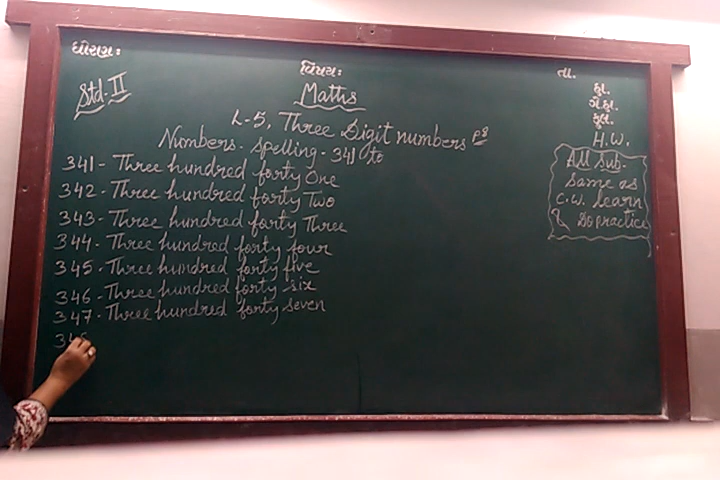 ધોરણઃ
વિષયઃ
તા.
Std. II
Maths
કા.
ગે.હા.
કુલ.
L-5, Three Digit numbers P8
Numbers - spelling - 341 to
H.W.
All Sub.
Same as
C.W. learn
& Do practice
341 - Three hundred forty One
342 - Three hundred forty Two
343 - Three hundred forty Three
344 - Three hundred forty four
345 - Three hundred forty five
346 - Three hundred forty six
347 - Three hundred forty seven